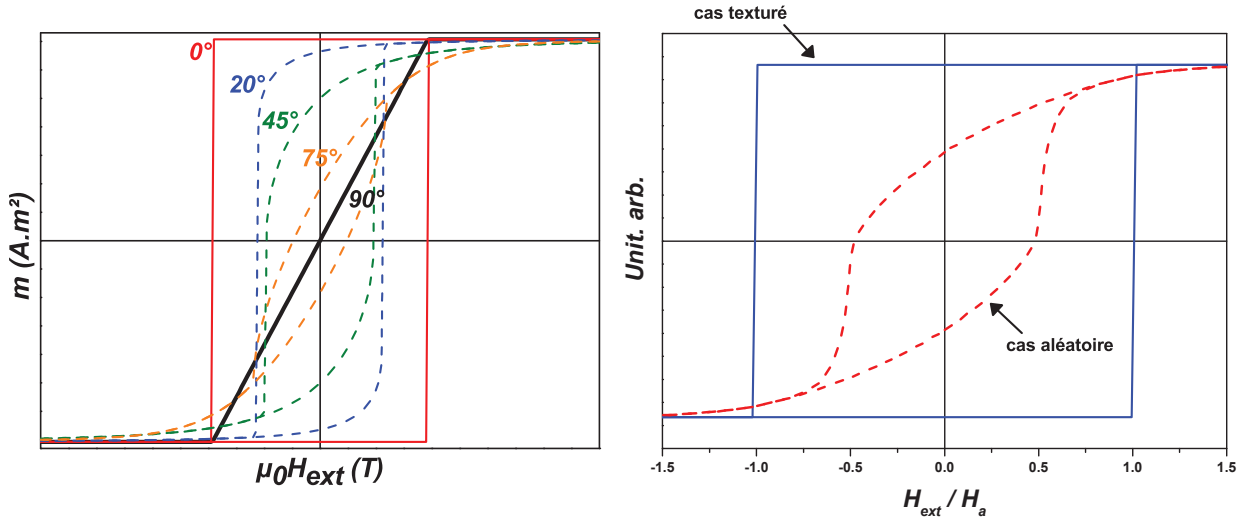 0°
20°
45°
75°
90°
m (A.m²)
μ0Hext (T)
cas texturé
cas aléatoire
Unit. arb.
-1.5 -1.0 -0.5 0.0 0.5 1.0 1.5
Hext / Ha